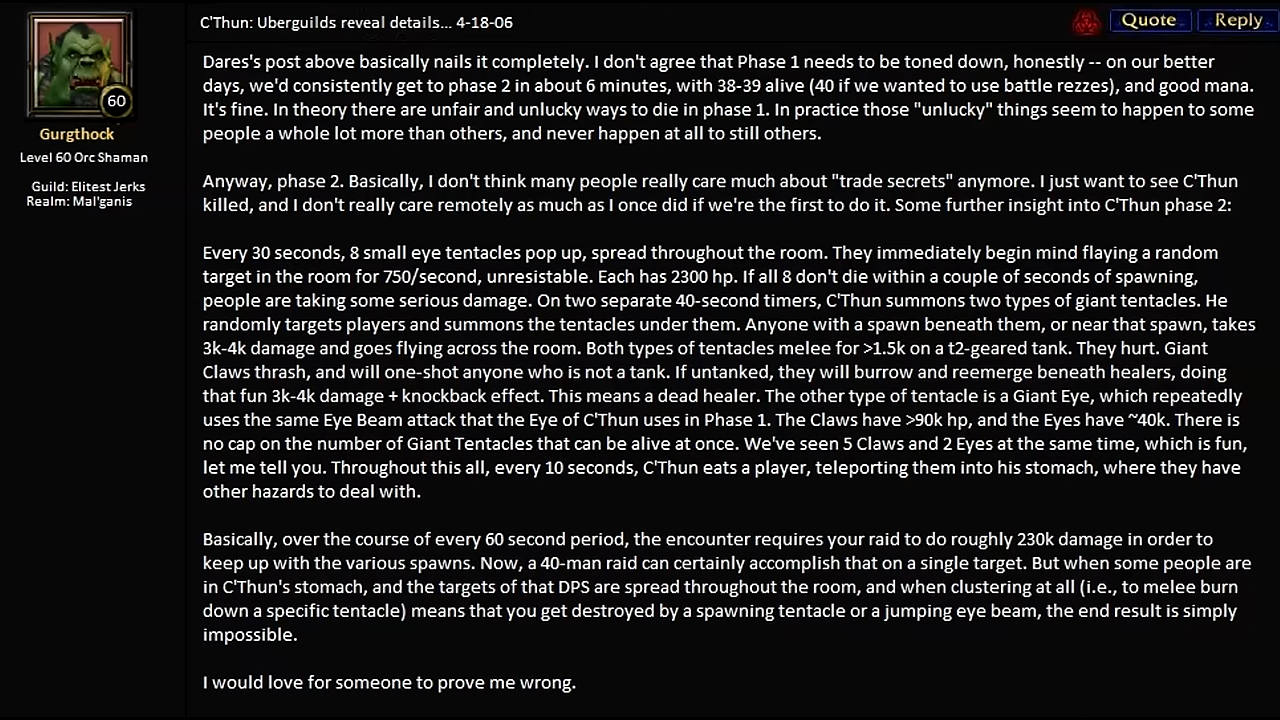 C'Thun: Uberguilds reveal details... 4-18-06
Quote
Reply
60
Gurgthock
Level 60 Orc Shaman
Guild: Elitest Jerks
Realm: Mal'ganis
Dares's post above basically nails it completely. I don't agree that Phase 1 needs to be toned down, honestly -- on our better
days, we'd consistently get to phase 2 in about 6 minutes, with 38-39 alive (40 if we wanted to use battle rezzes), and good mana.
It's fine. In theory there are unfair and unlucky ways to die in phase 1. In practice those "unlucky" things seem to happen to some
people a whole lot more than others, and never happen at all to still others.
Anyway, phase 2. Basically, I don't think many people really care much about "trade secrets" anymore. I just want to see C'Thun
killed, and I don't really care remotely as much as I once did if we're the first to do it. Some further insight into C'Thun phase 2:
Every 30 seconds, 8 small eye tentacles pop up, spread throughout the room. They immediately begin mind flaying a random
target in the room for 750/second, unresistable. Each has 2300 hp. If all 8 don't die within a couple of seconds of spawning,
people are taking some serious damage. On two separate 40-second timers, C'Thun summons two types of giant tentacles. He
randomly targets players and summons the tentacles under them. Anyone with a spawn beneath them, or near that spawn, takes
3k-4k damage and goes flying across the room. Both types of tentacles melee for >1.5k on a t2-geared tank. They hurt. Giant
Claws thrash, and will one-shot anyone who is not a tank. If untanked, they will burrow and reemerge beneath healers, doing
that fun 3k-4k damage + knockback effect. This means a dead healer. The other type of tentacle is a Giant Eye, which repeatedly
uses the same Eye Beam attack that the Eye of C'Thun uses in Phase 1. The Claws have >90k hp, and the Eyes have ~40k. There is
no cap on the number of Giant Tentacles that can be alive at once. We've seen 5 Claws and 2 Eyes at the same time, which is fun,
let me tell you. Throughout this all, every 10 seconds, C'Thun eats a player, teleporting them into his stomach, where they have
other hazards to deal with.
Basically, over the course of every 60 second period, the encounter requires your raid to do roughly 230k damage in order to
keep up with the various spawns. Now, a 40-man raid can certainly accomplish that on a single target. But when some people are
in C'Thun's stomach, and the targets of that DPS are spread throughout the room, and when clustering at all (i.e., to melee burn
down a specific tentacle) means that you get destroyed by a spawning tentacle or a jumping eye beam, the end result is simply
impossible.
I would love for someone to prove me wrong.